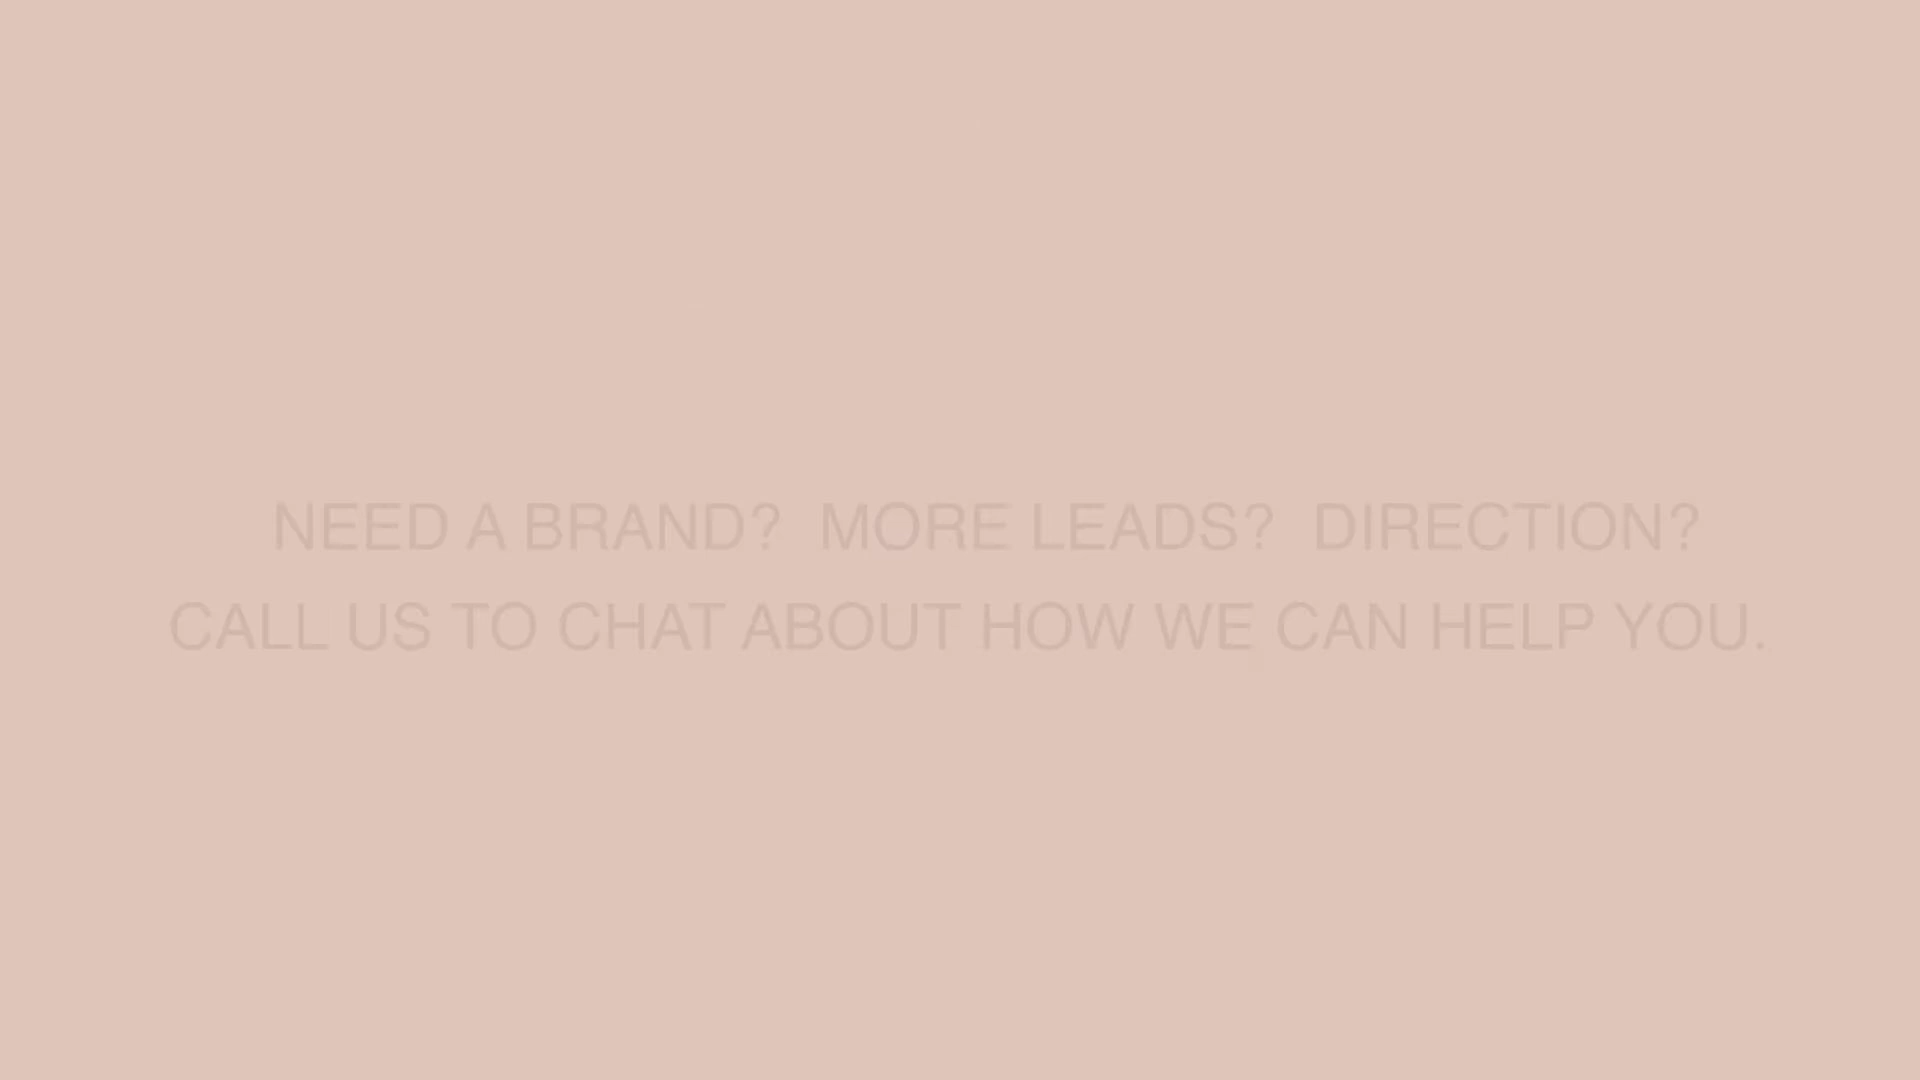 NEED A BRAND?  MORE LEADS?  DIRECTION?
CALL US TO CHAT ABOUT HOW WE CAN HELP YOU.